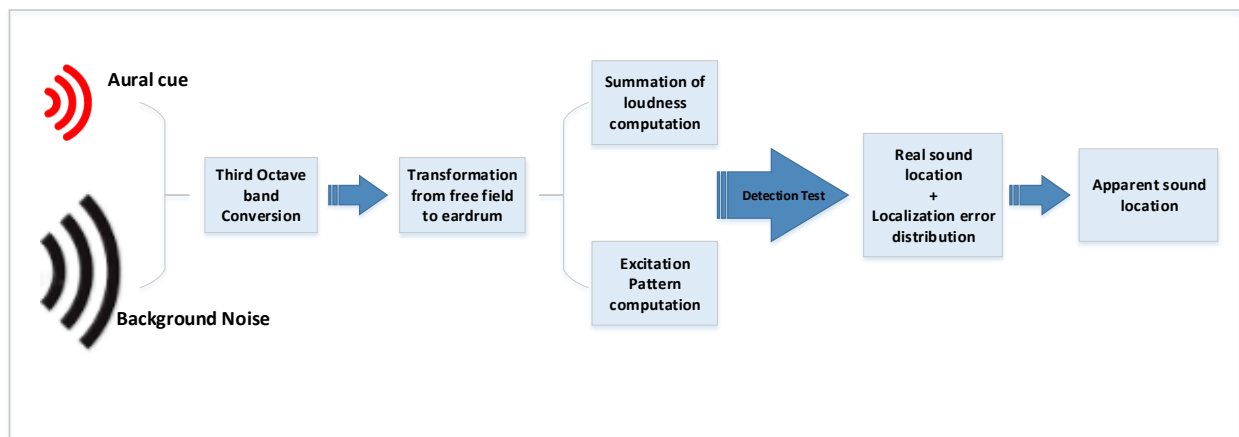 Aural cue
Background Noise
Third Octave
band
Conversion
Transformation
from free field
to eardrum
Summation of
loudness
computation
Excitation
Pattern
computation
Detection Test
Real sound
location
+
Localization error
distribution
Apparent sound
location